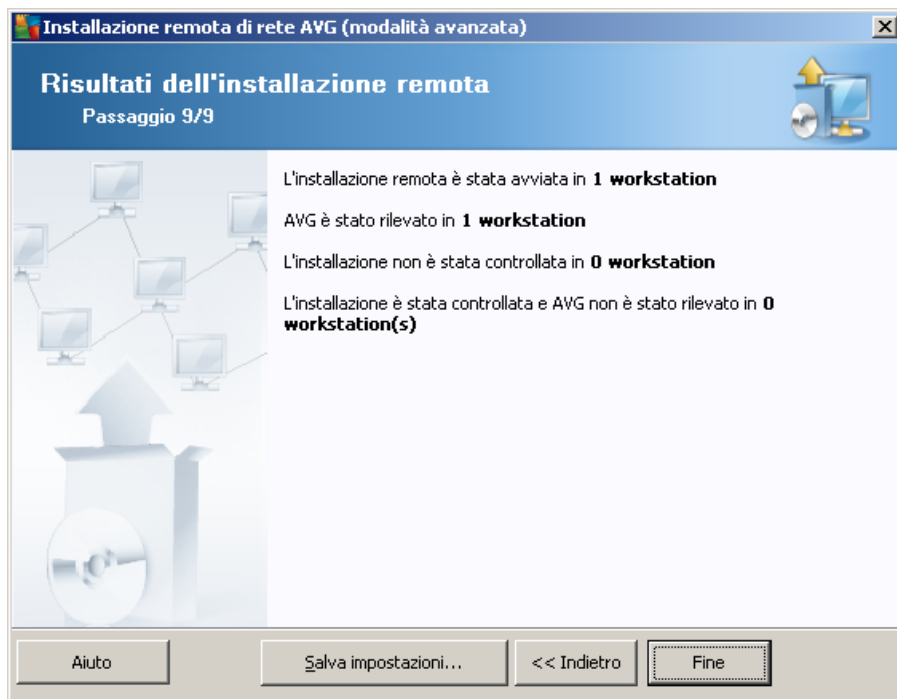 Installazione remota di rete AVG (modalità avanzata)
Risultati dell'installazione remota
Passaggio 9/9
L'installazione remota è stata avviata in 1 workstation
AVG è stato rilevato in 1 workstation
L'installazione non è stata controllata in 0 workstation
L'installazione è stata controllata e AVG non è stato rilevato in 0
workstation(s)
Aiuto
Salva impostazioni...
<< Indietro
Fine